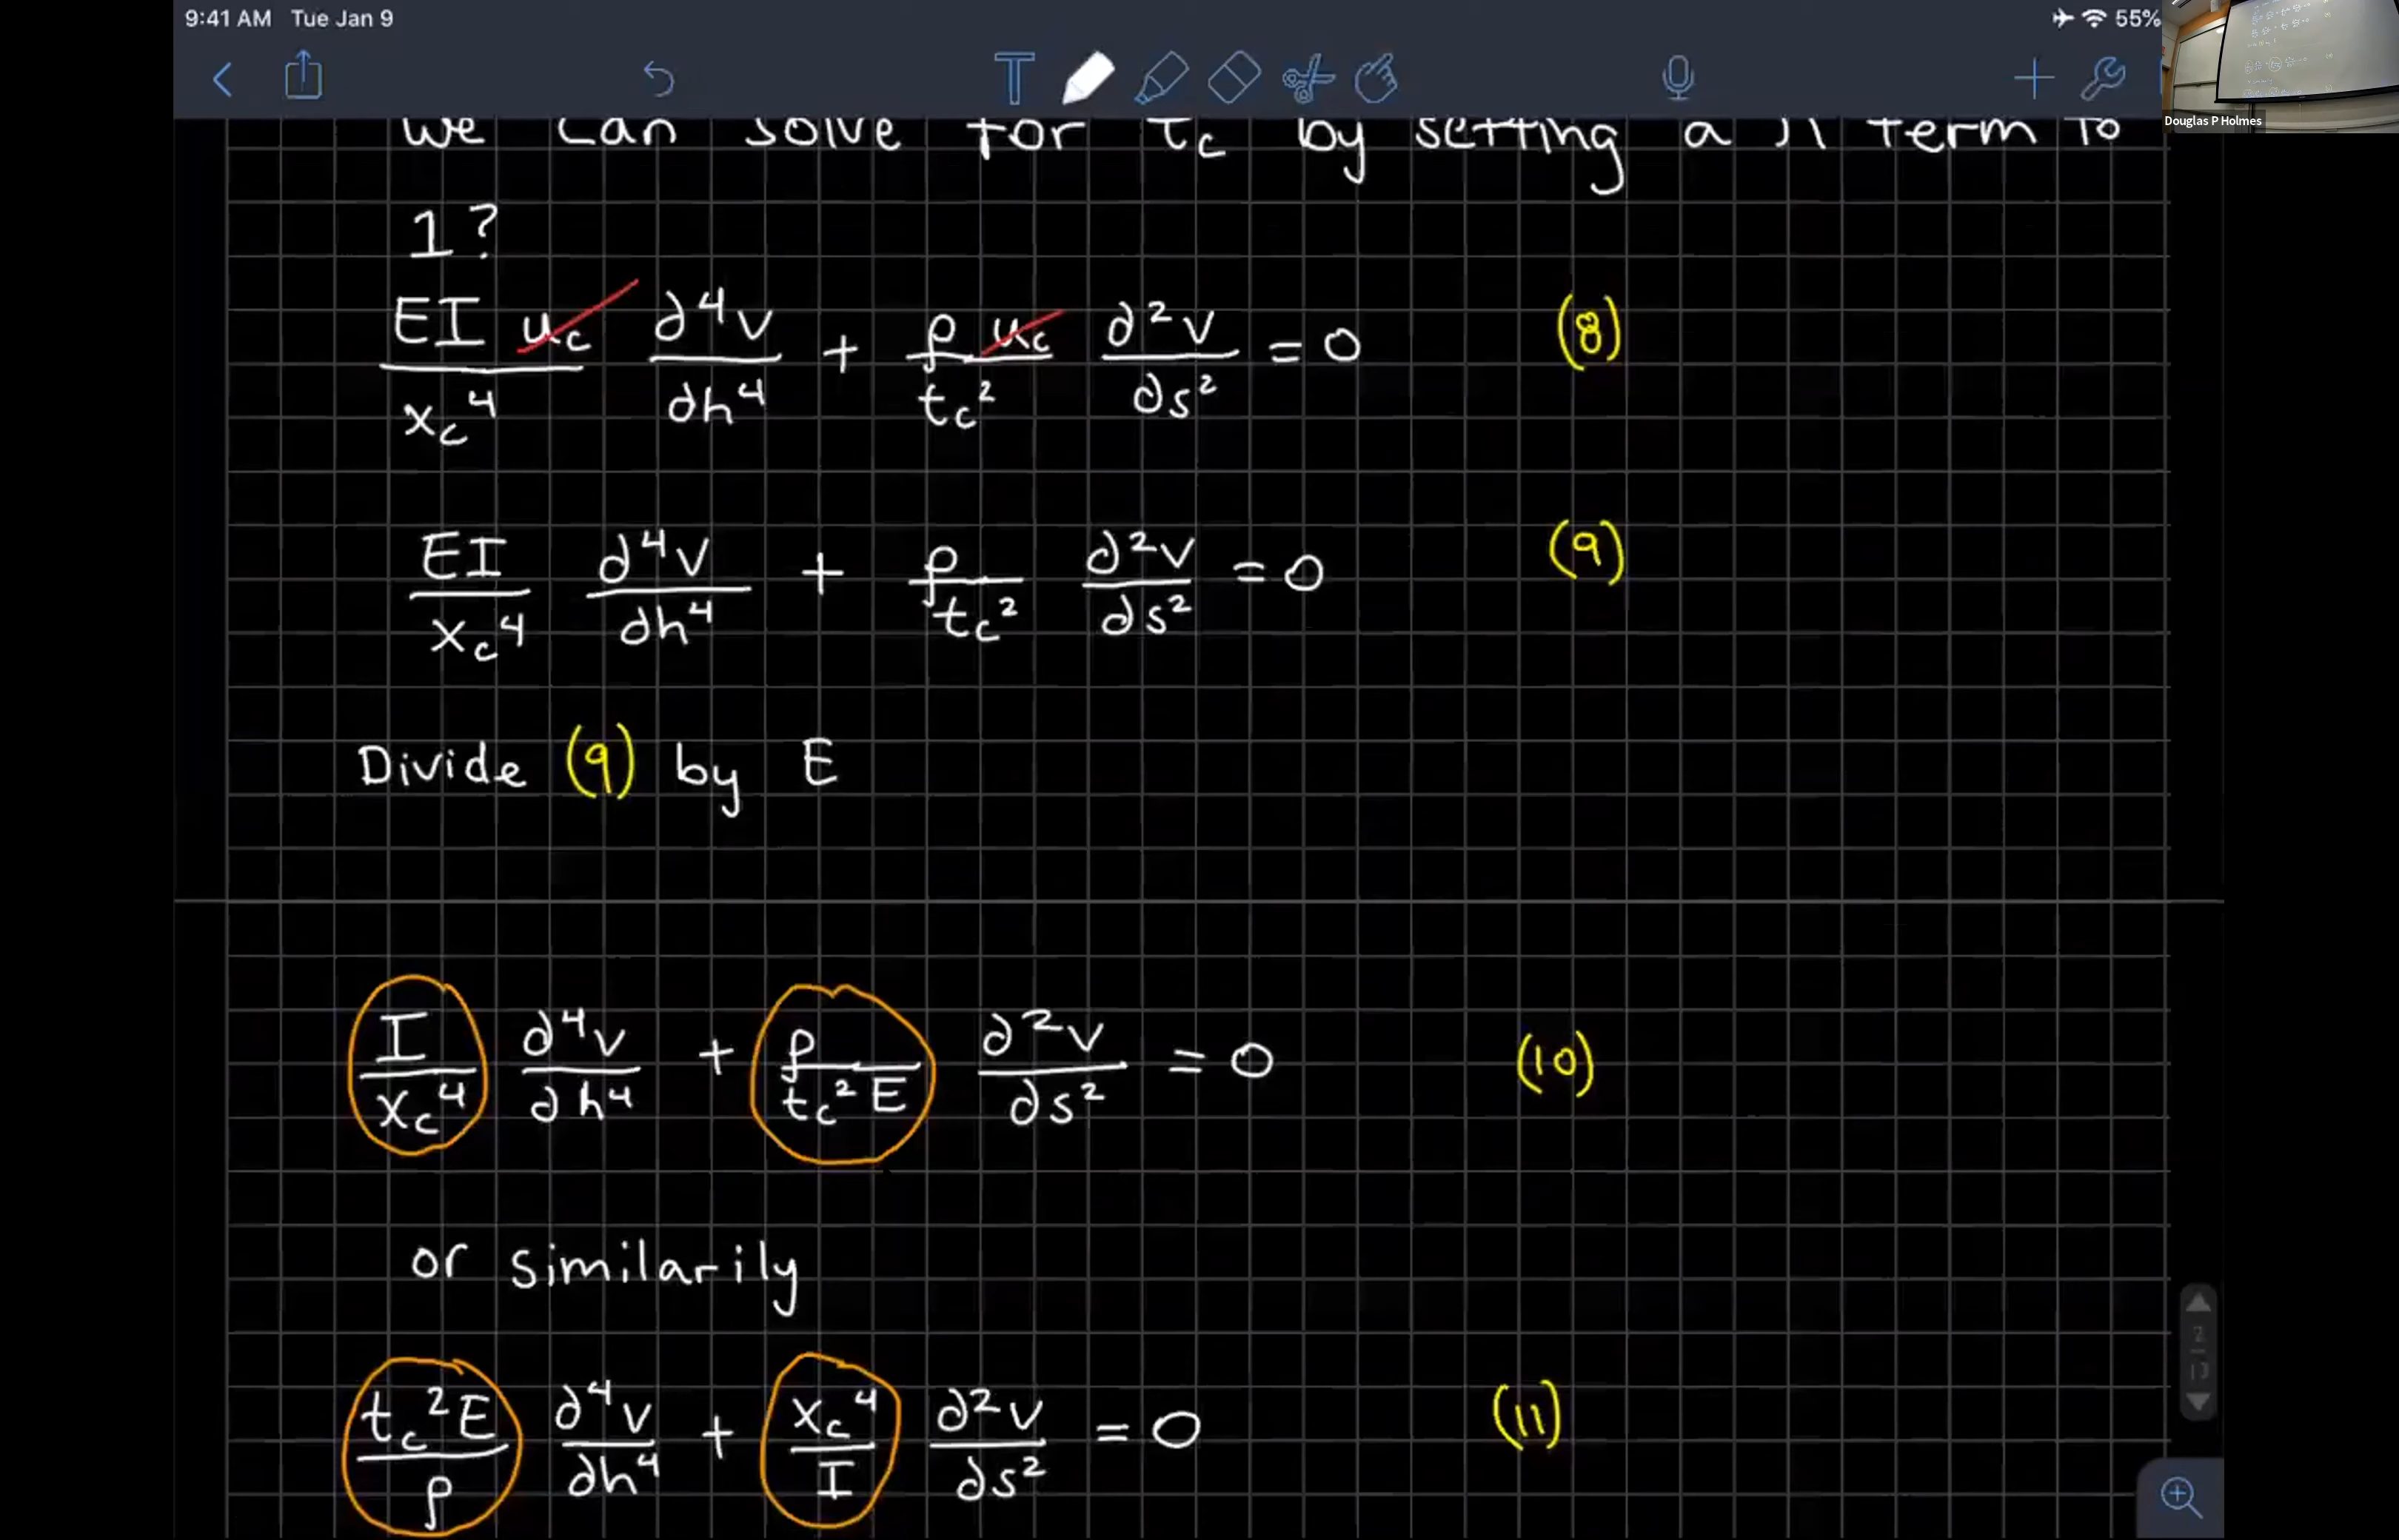 9:41 AM Tue Jan 9
55%
Douglas P Holmes
we can solve for tc by setting a π term to
1?
EI uc/xc⁴ ∂⁴v/∂h⁴ + ρ uc/tc² ∂²v/∂s² = 0 (8)
EI/xc⁴ ∂⁴v/∂h⁴ + ρ/tc² ∂²v/∂s² = 0 (9)
Divide (9) by E
I/xc⁴ ∂⁴v/∂h⁴ + ρ/tc²E ∂²v/∂s² = 0 (10)
or similarily
tc²E/ρ ∂⁴v/∂h⁴ + xc⁴/I ∂²v/∂s² = 0 (11)